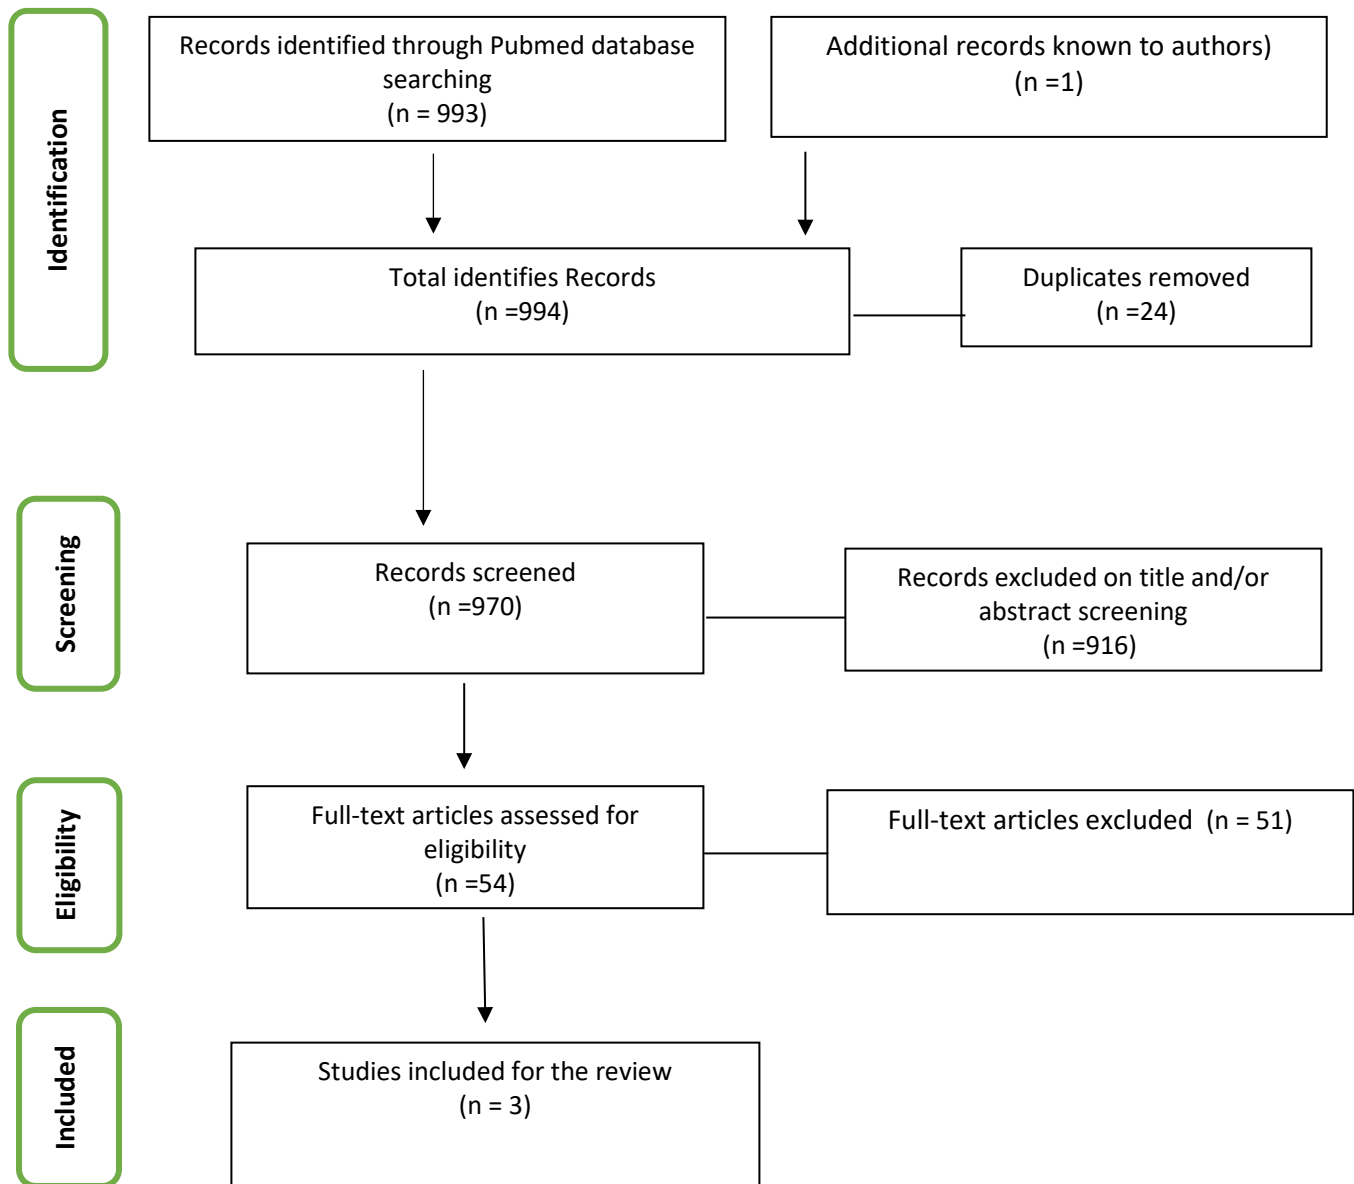 Identification
Records identified through Pubmed database
searching
(n = 993)
Additional records known to authors)
(n =1)
Total identifies Records
(n =994)
Duplicates removed
(n =24)
Screening
Records screened
(n =970)
Records excluded on title and/or
abstract screening
(n =916)
Eligibility
Full-text articles assessed for
eligibility
(n =54)
Full-text articles excluded  (n = 51)
Included
Studies included for the review
(n = 3)